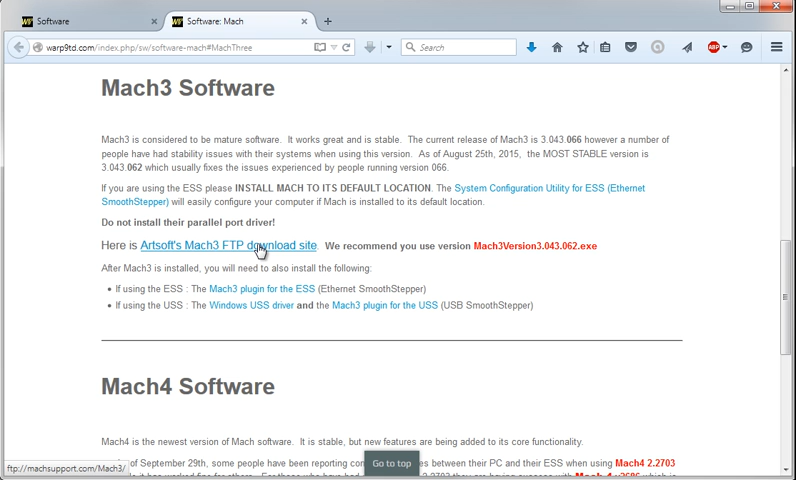 Software
Software: Mach
warp9td.com/index.php/sw/software-mach#MachThree
Search
ABP
Mach3 Software
Mach3 is considered to be mature software. It works great and is stable. The current release of Mach3 is 3.043.066 however a number of
people have had stability issues with their systems when using this version. As of August 25th, 2015, the MOST STABLE version is
3.043.062 which usually fixes the issues experienced by people running version 066.
If you are using the ESS please INSTALL MACH TO ITS DEFAULT LOCATION. The System Configuration Utility for ESS (Ethernet
SmoothStepper) will easily configure your computer if Mach is installed to its default location.
Do not install their parallel port driver!
Here is Artsoft's Mach3 FTP download site. We recommend you use version Mach3Version3.043.062.exe
After Mach3 is installed, you will need to also install the following:
• If using the ESS : The Mach3 plugin for the ESS (Ethernet SmoothStepper)
• If using the USS : The Windows USS driver and the Mach3 plugin for the USS (USB SmoothStepper)
Mach4 Software
Mach4 is the newest version of Mach software. It is stable, but new features are being added to its core functionality.
of September 29th, some people have been reporting between their PC and their ESS when using Mach4 2.2703
Go to top
ftp://machsupport.com/Mach3/